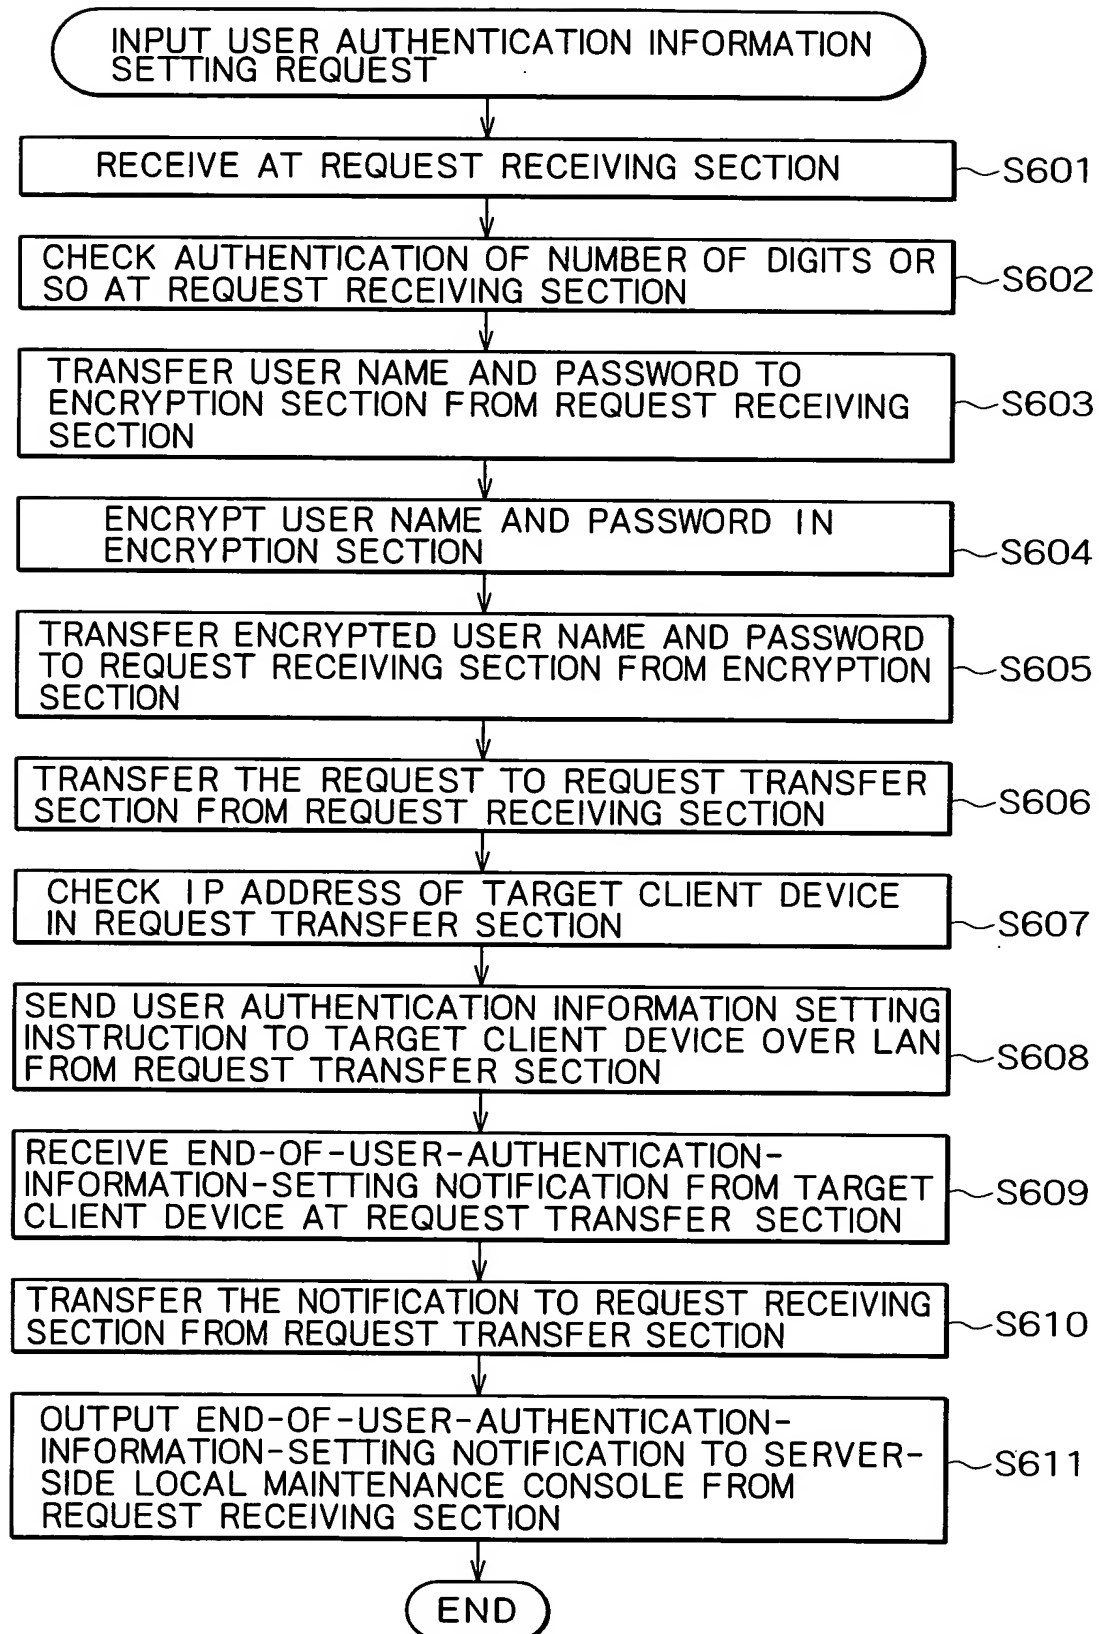 INPUT USER AUTHENTICATION INFORMATION
SETTING REQUEST
RECEIVE AT REQUEST RECEIVING SECTION
S601
CHECK AUTHENTICATION OF NUMBER OF DIGITS OR
SO AT REQUEST RECEIVING SECTION
S602
TRANSFER USER NAME AND PASSWORD TO
ENCRYPTION SECTION FROM REQUEST RECEIVING
SECTION
S603
ENCRYPT USER NAME AND PASSWORD IN
ENCRYPTION SECTION
S604
TRANSFER ENCRYPTED USER NAME AND PASSWORD
TO REQUEST RECEIVING SECTION FROM ENCRYPTION
SECTION
S605
TRANSFER THE REQUEST TO REQUEST TRANSFER
SECTION FROM REQUEST RECEIVING SECTION
S606
CHECK IP ADDRESS OF TARGET CLIENT DEVICE
IN REQUEST TRANSFER SECTION
S607
SEND USER AUTHENTICATION INFORMATION SETTING
INSTRUCTION TO TARGET CLIENT DEVICE OVER LAN
FROM REQUEST TRANSFER SECTION
S608
RECEIVE END-OF-USER-AUTHENTICATION-
INFORMATION-SETTING NOTIFICATION FROM TARGET
CLIENT DEVICE AT REQUEST TRANSFER SECTION
S609
TRANSFER THE NOTIFICATION TO REQUEST RECEIVING
SECTION FROM REQUEST TRANSFER SECTION
S610
OUTPUT END-OF-USER-AUTHENTICATION-
INFORMATION-SETTING NOTIFICATION TO SERVER-
SIDE LOCAL MAINTENANCE CONSOLE FROM
REQUEST RECEIVING SECTION
S611
END